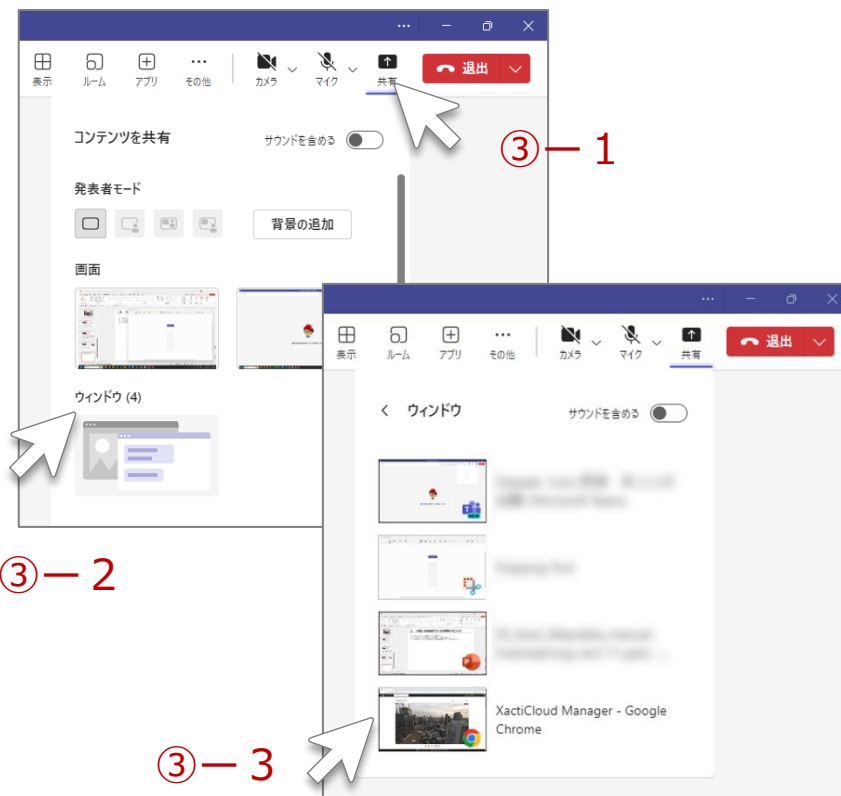 表示
ルーム
アプリ
その他
カメラ
マイク
共有
退出
コンテンツを共有
サウンドを含める
③ー 1
発表者モード
背景の追加
画面
ウィンドウ (4)
③ー 2
表示
ルーム
アプリ
その他
カメラ
マイク
共有
退出
ウィンドウ
サウンドを含める
XactiCloud Manager - Google
Chrome
③ー 3